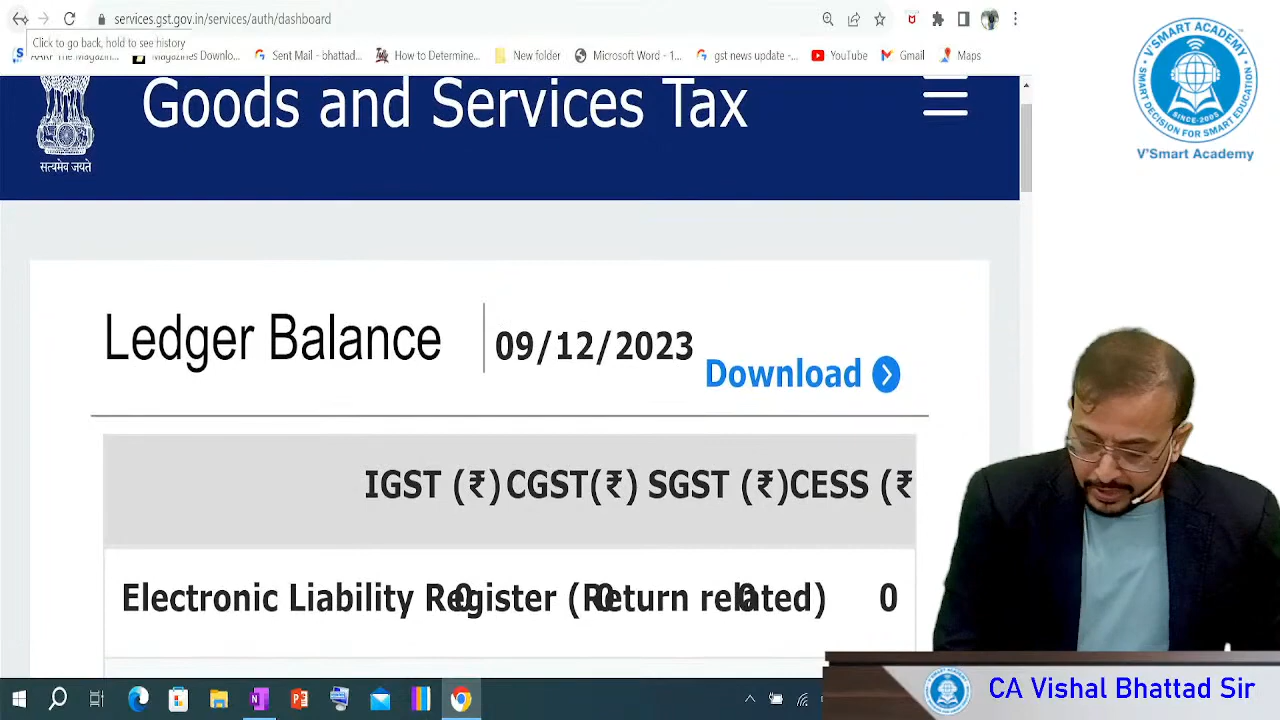 services.gst.gov.in/services/auth/dashboard
Click to go back, hold to see history
Sent Mail - bhattad...
How to Determine...
New folder
Microsoft Word - 1...
gst news update -...
YouTube
Gmail
Maps
Goods and Services Tax
सत्यमेव जयते
Ledger Balance
09/12/2023
Download
IGST (₹) CGST(₹) SGST (₹) CESS (₹
Electronic Liability Register (Return related) 0 0 0 0
V'SMART ACADEMY
SMART DECISION FOR SMART EDUCATION
SINCE-2005
V'Smart Academy
CA Vishal Bhattad Sir